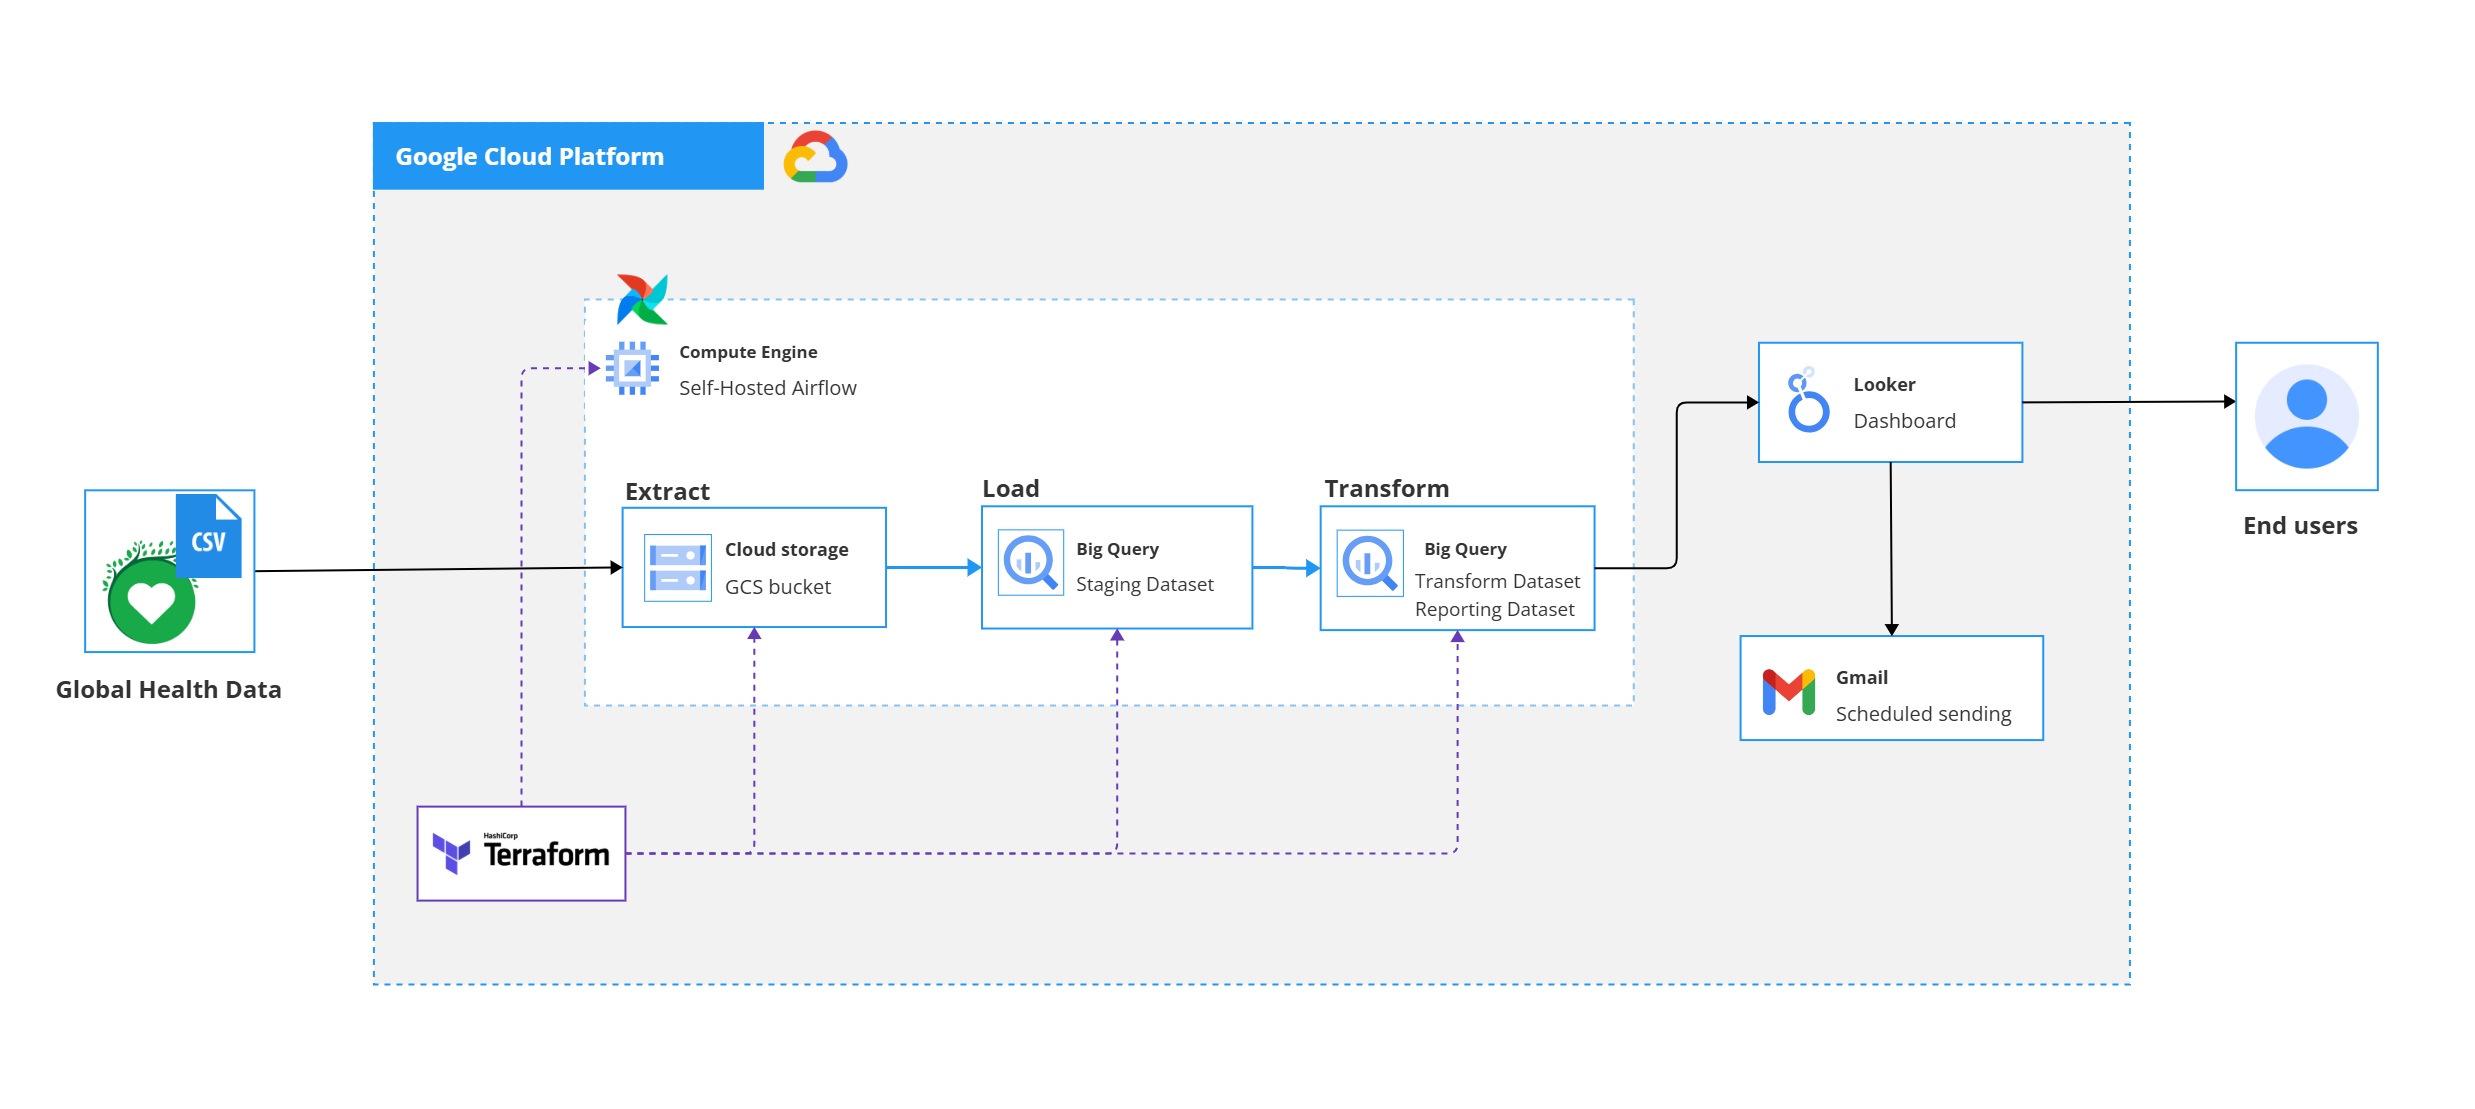 Google Cloud Platform
Compute Engine
Self-Hosted Airflow
Looker
Dashboard
End users
Extract
Load
Transform
CSV
Cloud storage
GCS bucket
Big Query
Staging Dataset
Big Query
Transform Dataset
Reporting Dataset
Global Health Data
Gmail
Scheduled sending
HashiCorp
Terraform